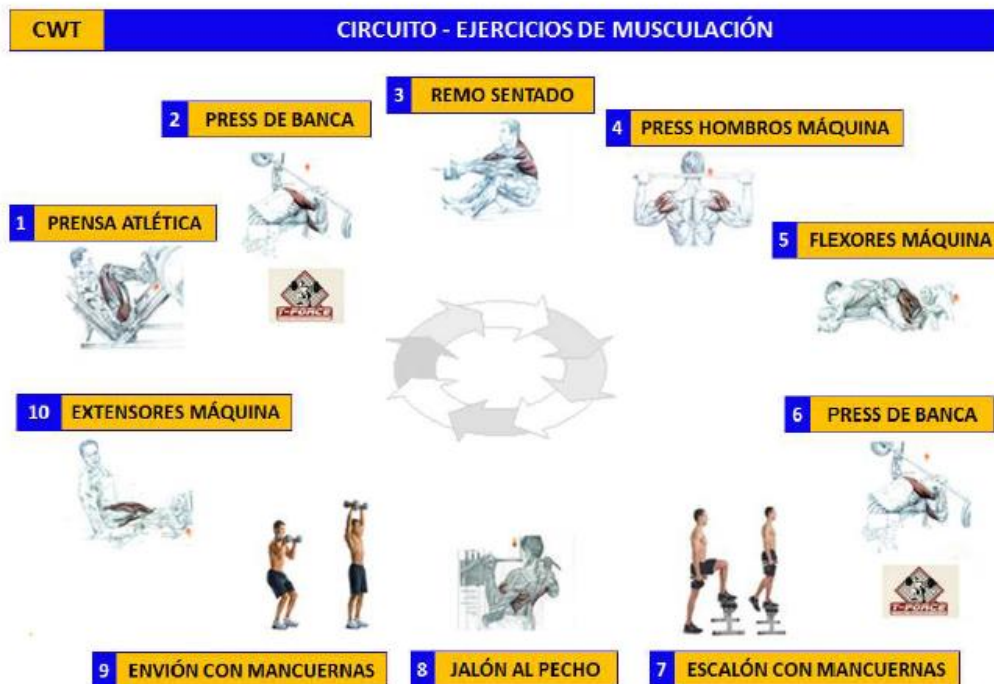 CWT
CIRCUITO - EJERCICIOS DE MUSCULACIÓN
1 PRENSA ATLÉTICA
2 PRESS DE BANCA
T-FORCE
3 REMO SENTADO
4 PRESS HOMBROS MÁQUINA
5 FLEXORES MÁQUINA
6 PRESS DE BANCA
T-FORCE
7 ESCALÓN CON MANCUERNAS
8 JALÓN AL PECHO
9 ENVIÓN CON MANCUERNAS
10 EXTENSORES MÁQUINA